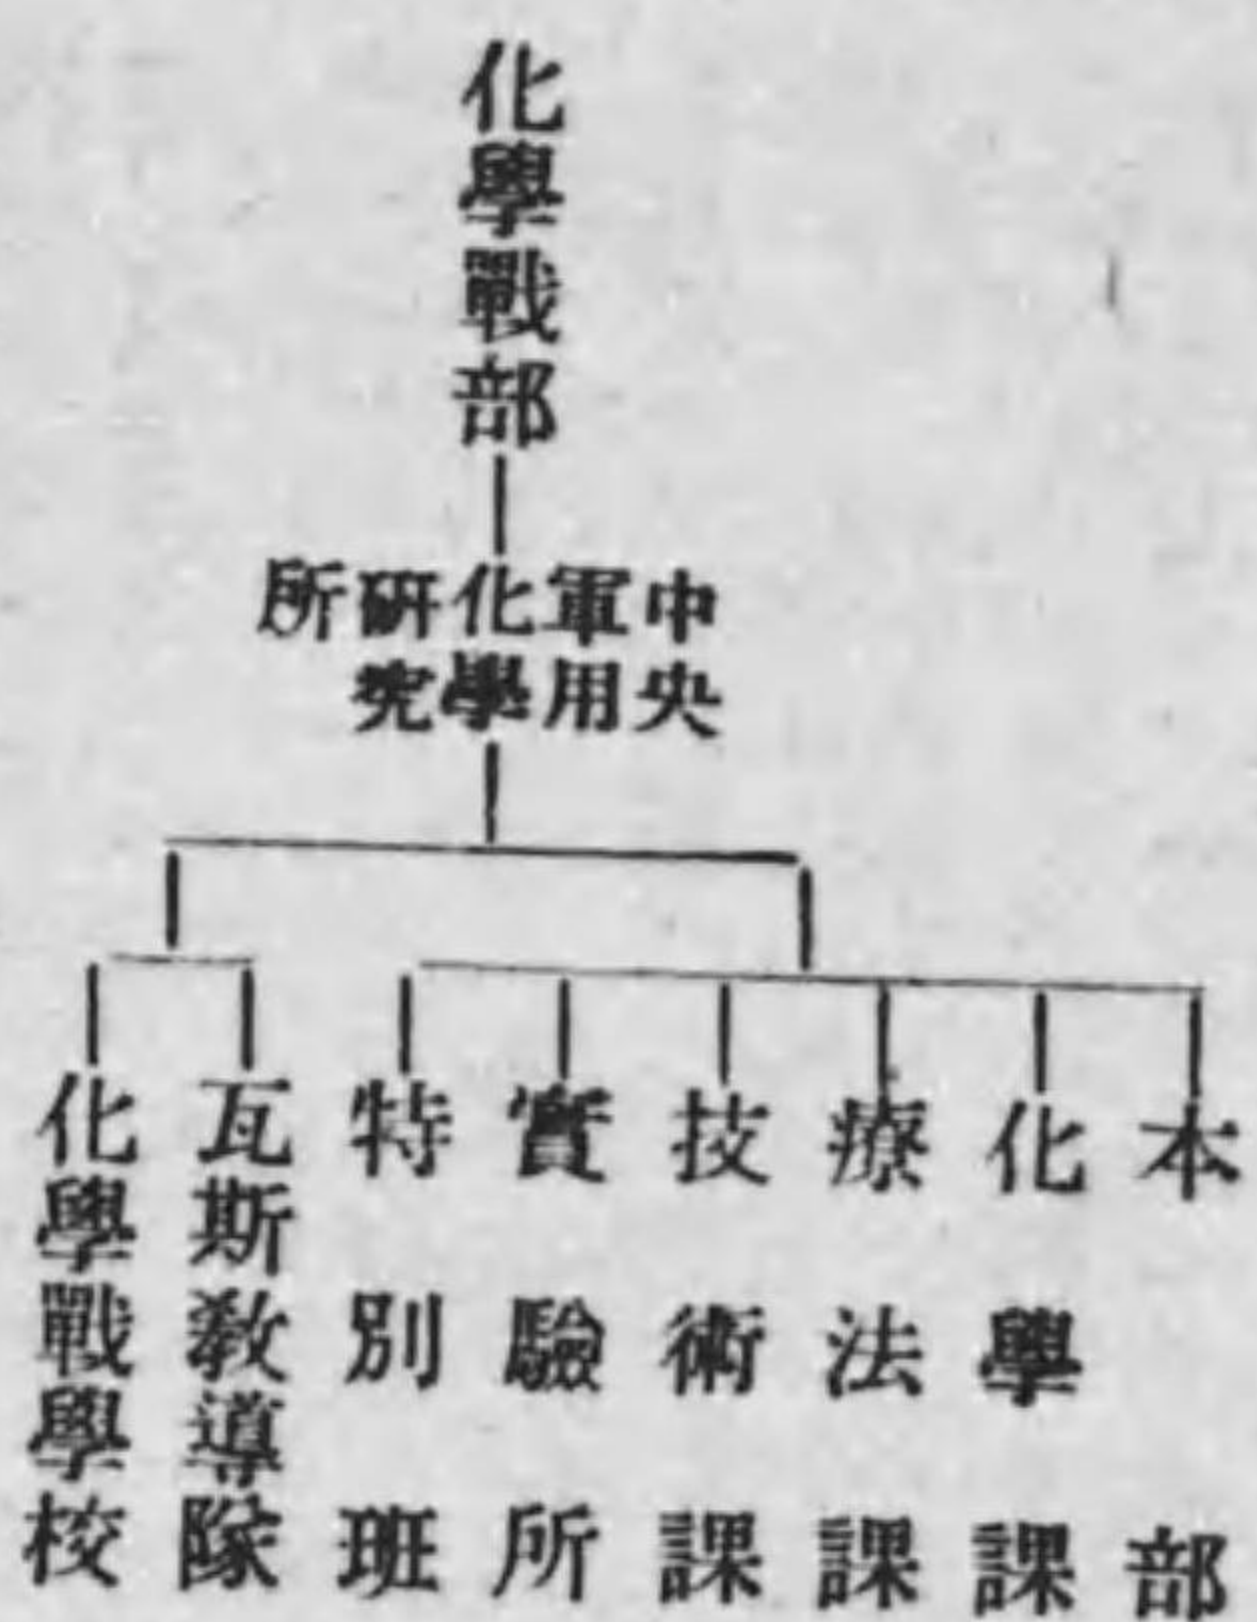 化學戰部
中央軍用化學研究所
本部
化學課
療法課
技術課
實驗所
特別班
瓦斯敎導隊
化學戰學校